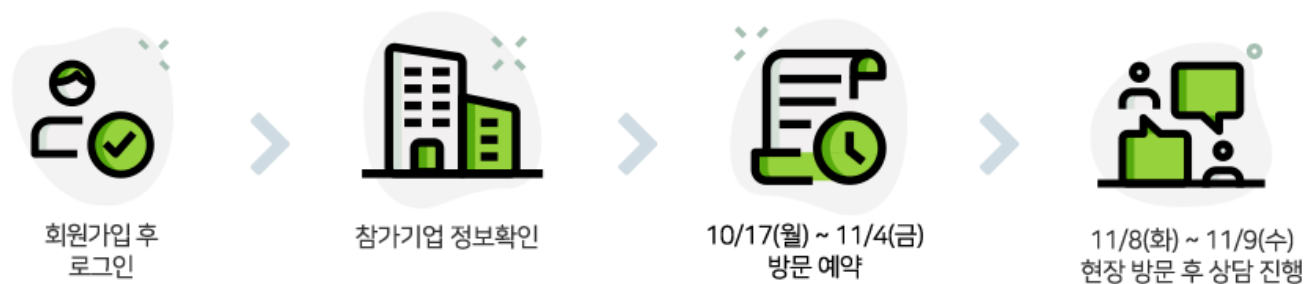 회원가입 후
로그인
참가기업 정보확인
10/17(월) ~ 11/4(금)
방문 예약
11/8(화) ~ 11/9(수)
현장 방문 후 상담 진행